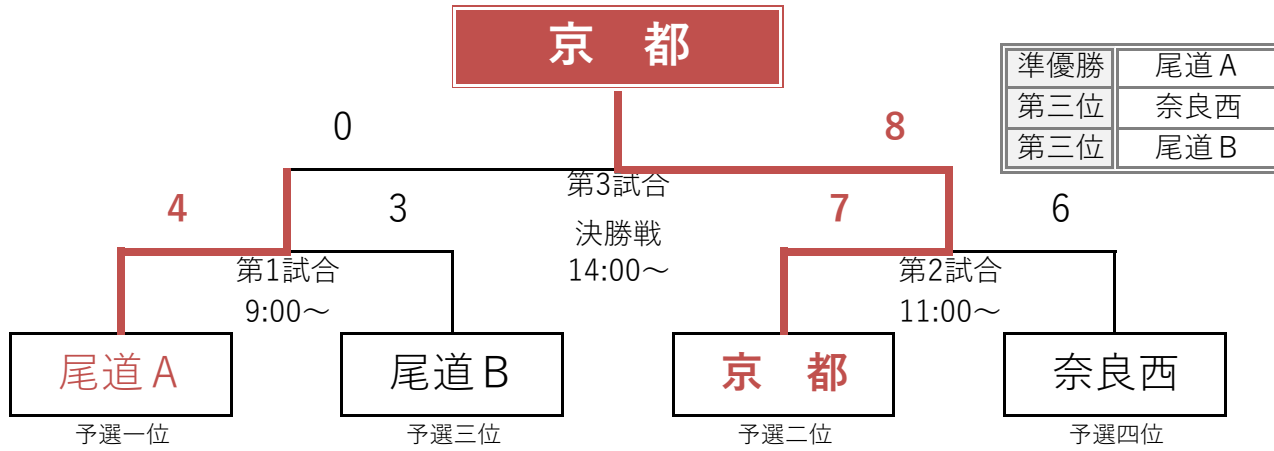 京　都
準優勝 尾道A
第三位 奈良西
第三位 尾道B
0 8
第3試合
決勝戦
14:00～
4 3 7 6
第1試合
9:00～
第2試合
11:00～
尾道A 尾道B 京　都 奈良西
予選一位 予選三位 予選二位 予選四位